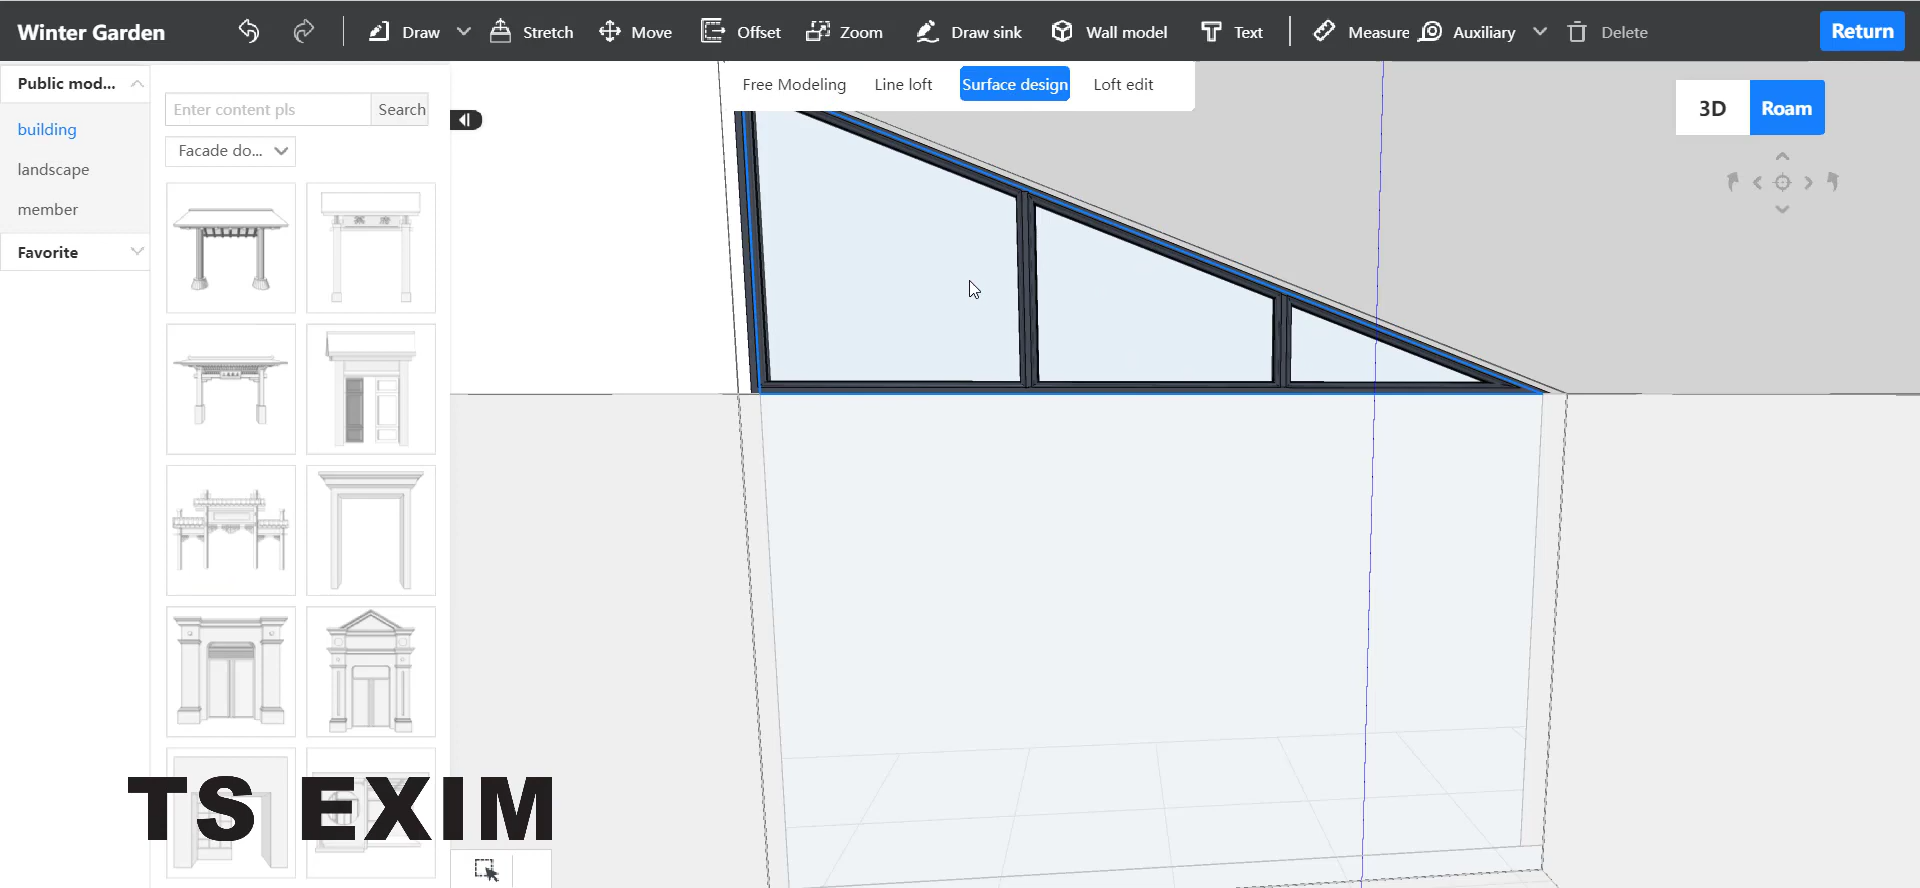 Winter Garden
Draw
Stretch
Move
Offset
Zoom
Draw sink
Wall model
Text
Measure
Auxiliary
Delete
Return
Free Modeling
Line loft
Surface design
Loft edit
Public mod...
building
landscape
member
Favorite
Enter content pls
Search
Facade do...
3D
Roam
TS EXIM